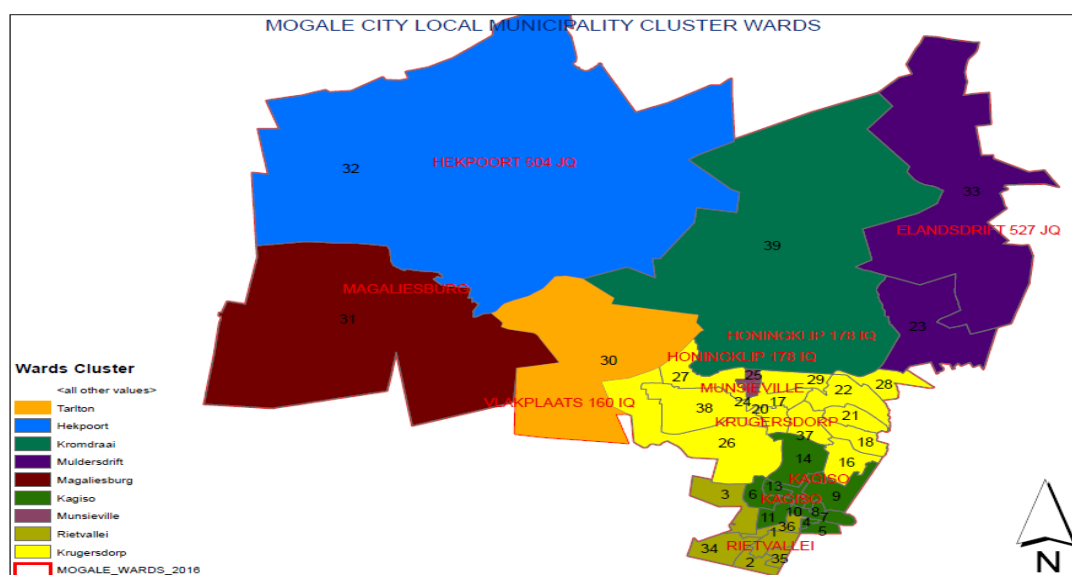 MOGALE CITY LOCAL MUNICIPALITY CLUSTER WARDS
32
HEKPOORT 504 JQ
33
ELANDSDRIFT 527 JQ
39
MAGALIESBURG
31
23
HONINGKLIP 178 IQ
30
HONINGKLIP 178 IQ
27
25
29
28
MUNSIEVILLE
22
VLAKPLAATS 160 IQ
38
24
20
17
21
KRUGERSDORP
26
37
18
14
16
KAGISO
3
6
13
9
KAGISO
11
10
8
7
36
4
5
1
34
RIETVALLEI
2
35
Wards Cluster
<all other values>
Tarlton
Hekpoort
Kromdraai
Muldersdrift
Magaliesburg
Kagiso
Munsieville
Rietvallei
Krugersdorp
MOGALE_WARDS_2016
N